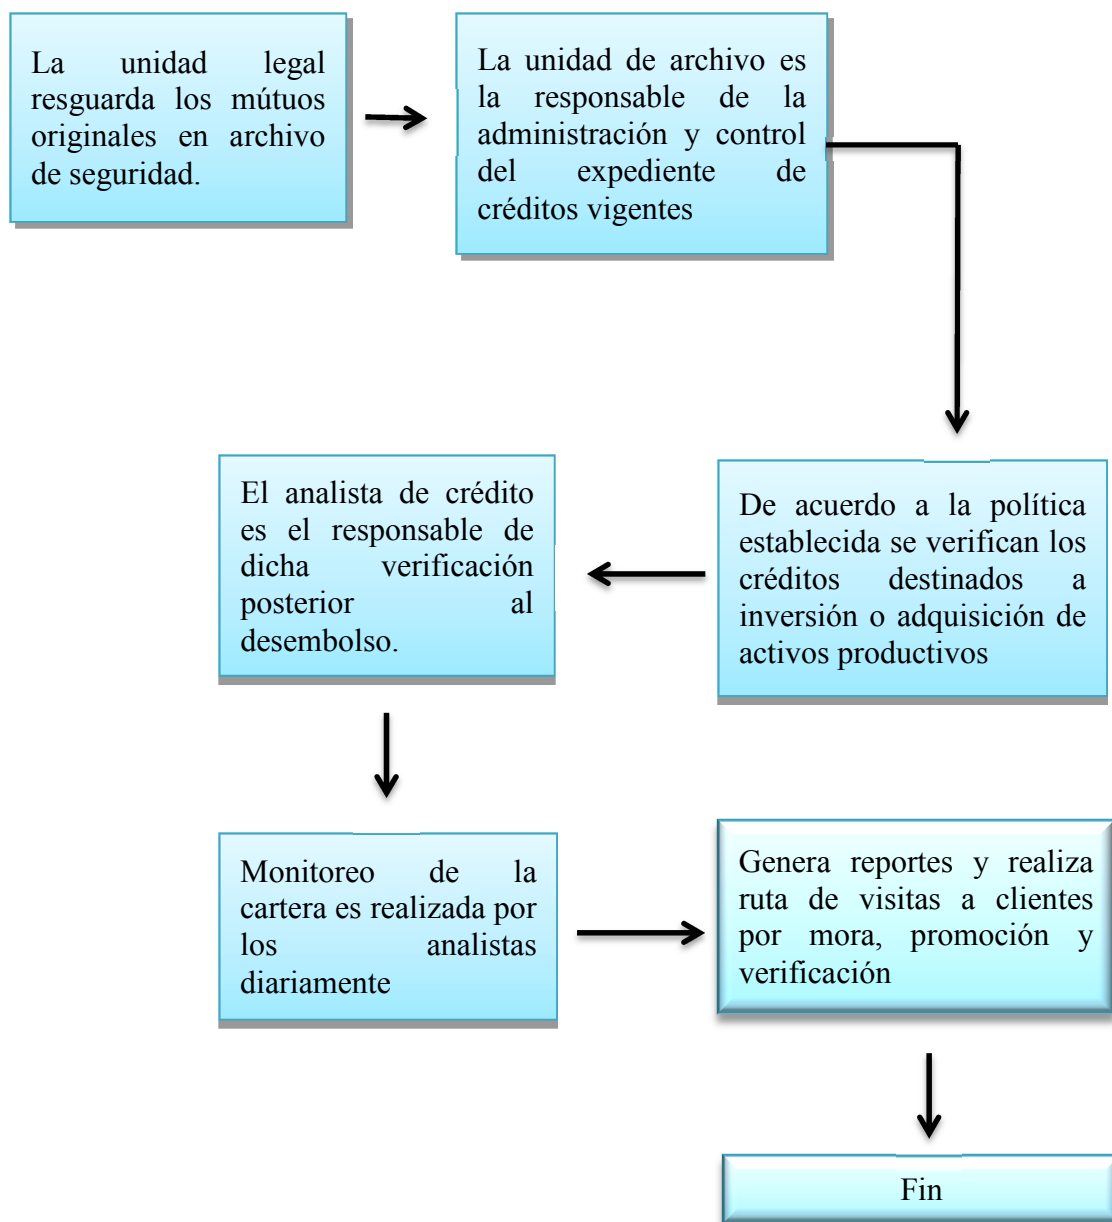 La unidad legal
resguarda los mútuos
originales en archivo
de seguridad.
La unidad de archivo es
la responsable de la
administración y control
del expediente de
créditos vigentes
De acuerdo a la política
establecida se verifican los
créditos destinados a
inversión o adquisición de
activos productivos
El analista de crédito
es el responsable de
dicha verificación
posterior al
desembolso.
Monitoreo de la
cartera es realizada por
los analistas
diariamente
Genera reportes y realiza
ruta de visitas a clientes
por mora, promoción y
verificación
Fin